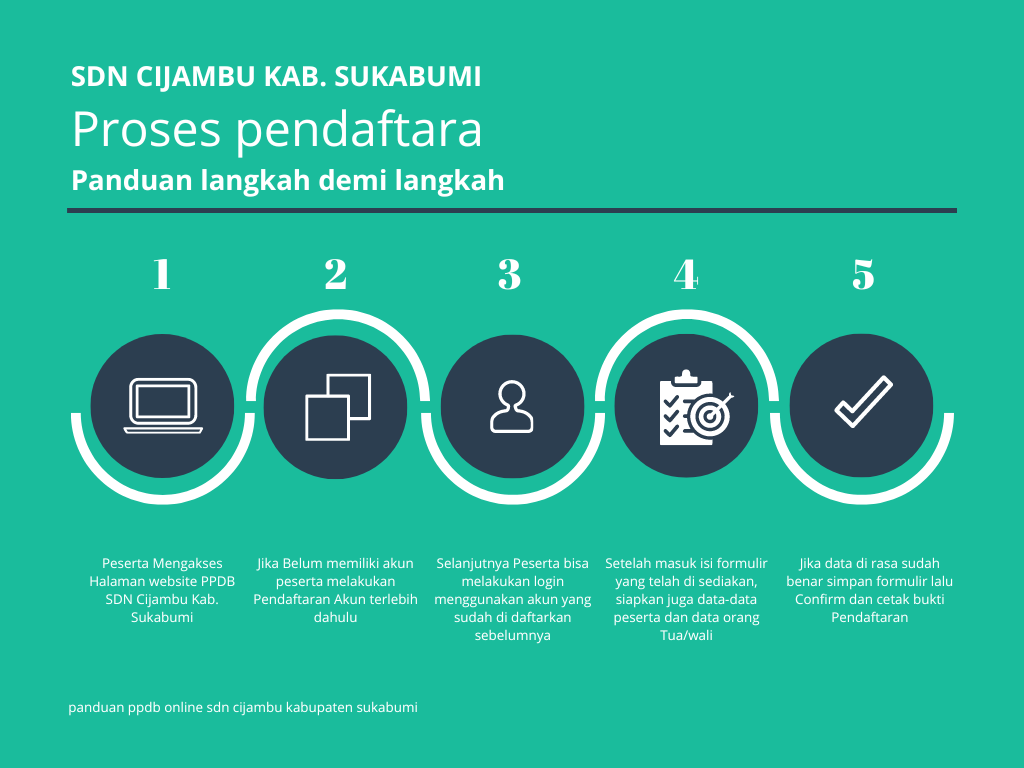 SDN CIJAMBU KAB. SUKABUMI
Proses pendaftara
Panduan langkah demi langkah
1
2
3
4
5
Peserta Mengakses
Halaman website PPDB
SDN Cijambu Kab.
Sukabumi
Jika Belum memiliki akun
peserta melakukan
Pendaftaran Akun terlebih
dahulu
Selanjutnya Peserta bisa
melakukan login
menggunakan akun yang
sudah di daftarkan
sebelumnya
Setelah masuk isi formulir
yang telah di sediakan,
siapkan juga data-data
peserta dan data orang
Tua/wali
Jika data di rasa sudah
benar simpan formulir lalu
Confirm dan cetak bukti
Pendaftaran
panduan ppdb online sdn cijambu kabupaten sukabumi